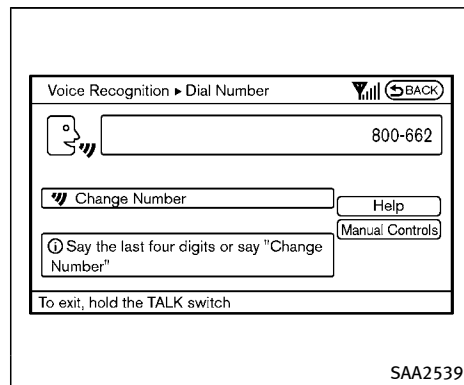 Voice Recognition ▸ Dial Number
BACK
800-662
Change Number
Help
Manual Controls
Say the last four digits or say "Change
Number"
To exit, hold the TALK switch
SAA2539